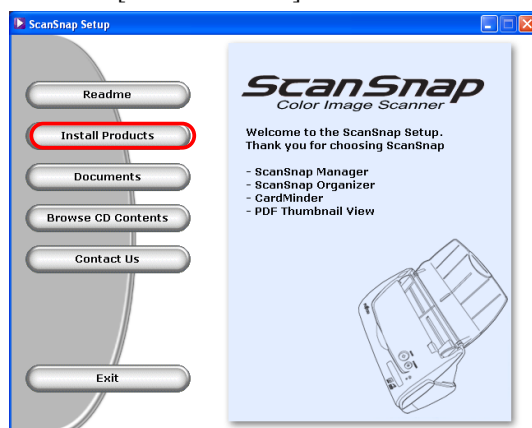 ScanSnap Setup
Readme
Install Products
Documents
Browse CD Contents
Contact Us
Exit
ScanSnap
Color Image Scanner
Welcome to the ScanSnap Setup.
Thank you for choosing ScanSnap
- ScanSnap Manager
- ScanSnap Organizer
- CardMinder
- PDF Thumbnail View